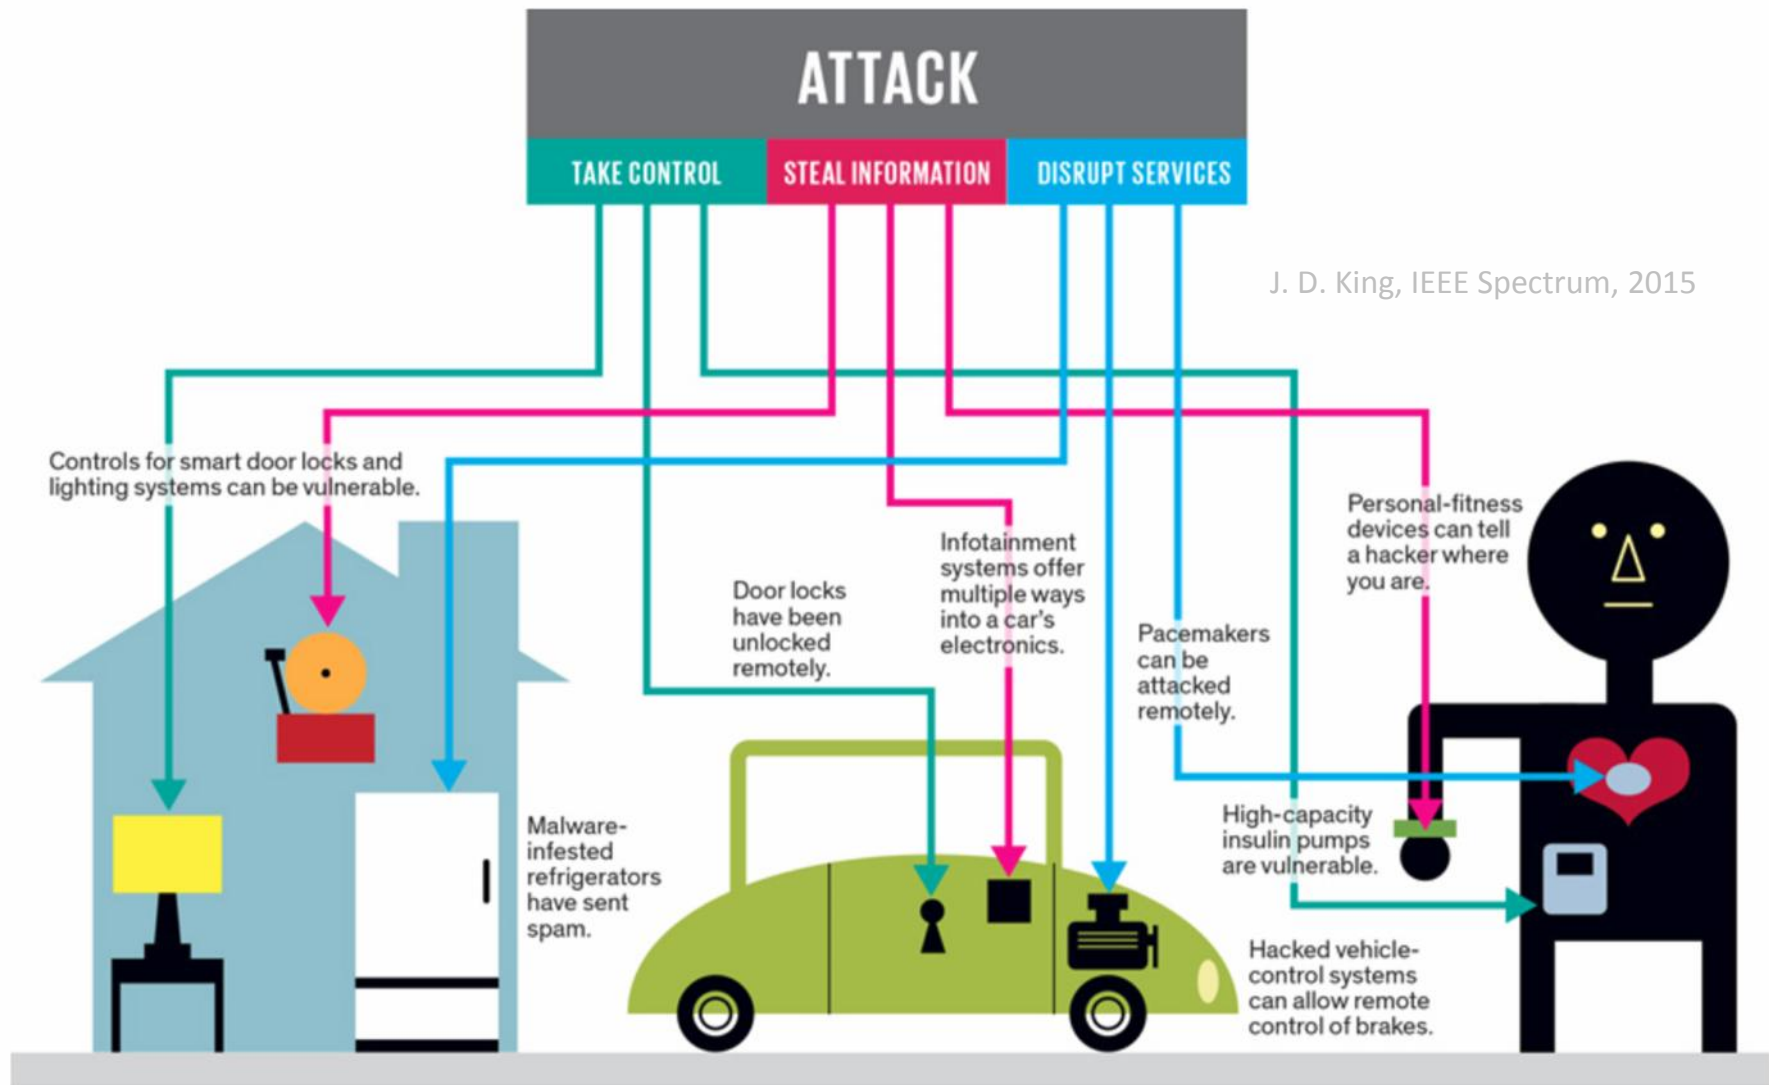 ATTACK
TAKE CONTROL
STEAL INFORMATION
DISRUPT SERVICES
J. D. King, IEEE Spectrum, 2015
Controls for smart door locks and
lighting systems can be vulnerable.
Malware-
infested
refrigerators
have sent
spam.
Door locks
have been
unlocked
remotely.
Infotainment
systems offer
multiple ways
into a car's
electronics.
Pacemakers
can be
attacked
remotely.
Personal-fitness
devices can tell
a hacker where
you are.
High-capacity
insulin pumps
are vulnerable.
Hacked vehicle-
control systems
can allow remote
control of brakes.